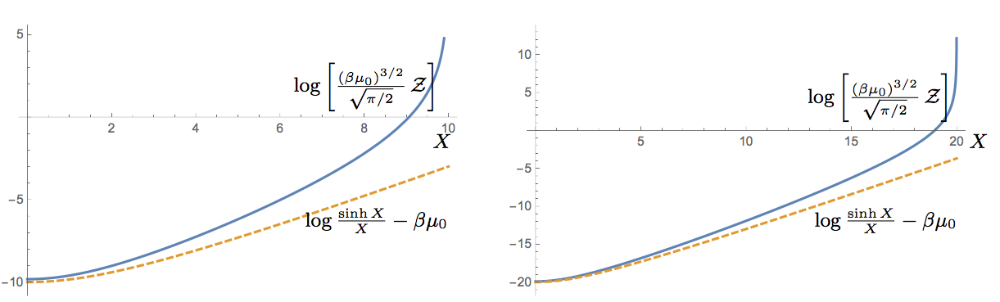 5
log [ (βμ₀)^{3/2} / √(π/2) 𝒵 ]
2 4 6 8 10
X
−5
log sinh X / X − βμ₀
−10
10
5
log [ (βμ₀)^{3/2} / √(π/2) 𝒵 ]
5 10 15 20 X
−5
−10
log sinh X / X − βμ₀
−15
−20